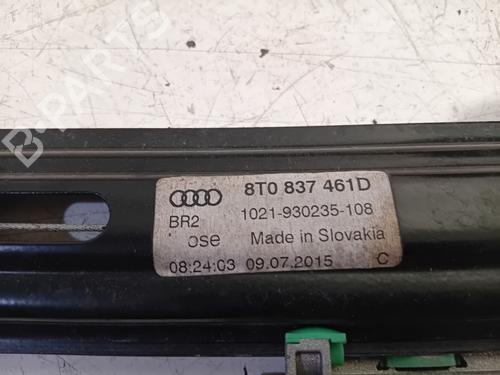 8T0 837 461D
BR2 1021-930235-108
ose Made in Slovakia
08:24:03 09.07.2015 C
B-PARTS